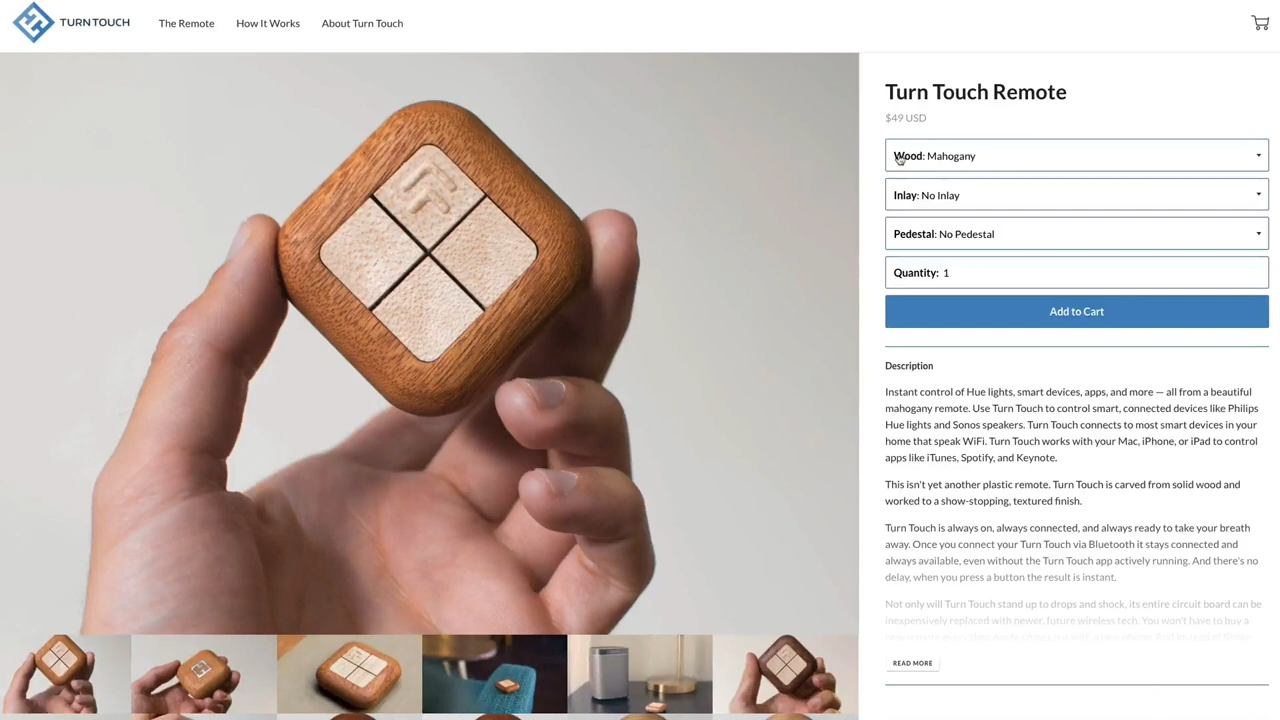 TURN TOUCH
The Remote
How It Works
About Turn Touch
Turn Touch Remote
$49 USD
Wood: Mahogany
Inlay: No Inlay
Pedestal: No Pedestal
Quantity: 1
Add to Cart
Description
Instant control of Hue lights, smart devices, apps, and more — all from a beautiful
mahogany remote. Use Turn Touch to control smart, connected devices like Philips
Hue lights and Sonos speakers. Turn Touch connects to most smart devices in your
home that speak WiFi. Turn Touch works with your Mac, iPhone, or iPad to control
apps like iTunes, Spotify, and Keynote.
This isn't yet another plastic remote. Turn Touch is carved from solid wood and
worked to a show-stopping, textured finish.
Turn Touch is always on, always connected, and always ready to take your breath
away. Once you connect your Turn Touch via Bluetooth it stays connected and
always available, even without the Turn Touch app actively running. And there's no
delay, when you press a button the result is instant.
Not only will Turn Touch stand up to drops and shock, its entire circuit board can be
inexpensively replaced with newer, future wireless tech. You won't have to buy a
READ MORE